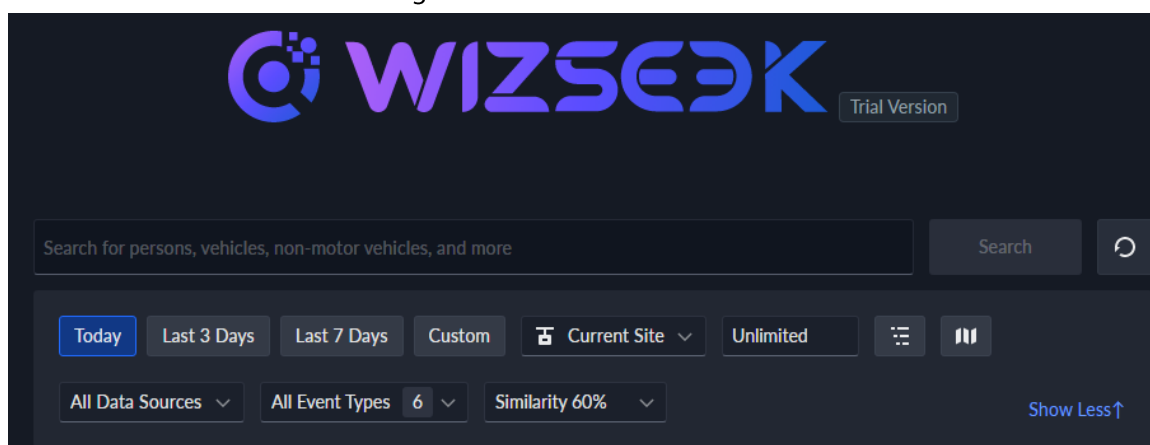 WIZSEEK
Trial Version
Search for persons, vehicles, non-motor vehicles, and more
Search
Today
Last 3 Days
Last 7 Days
Custom
Current Site
Unlimited
All Data Sources
All Event Types 6
Similarity 60%
Show Less↑